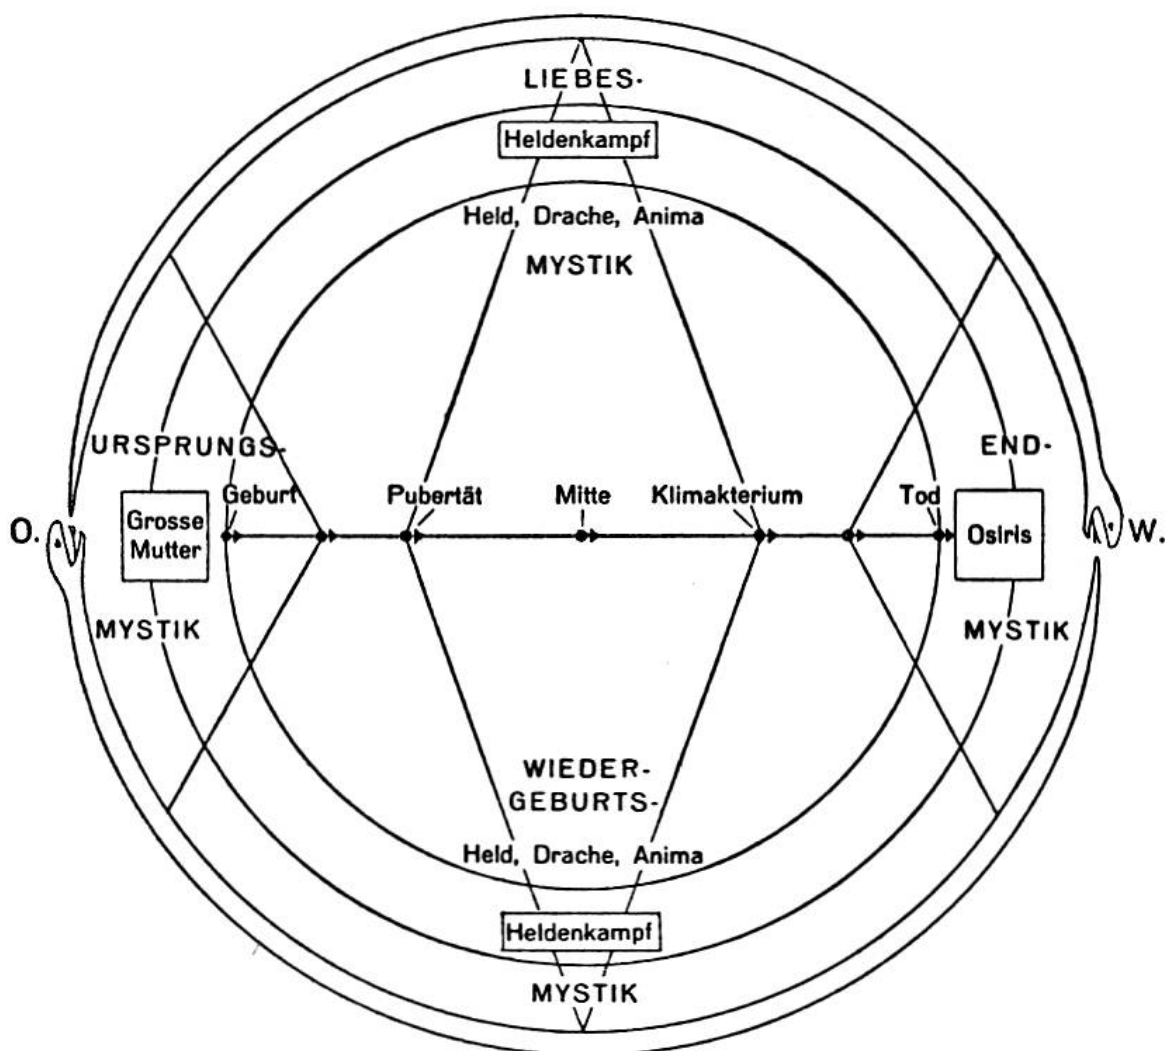 LIEBES-
Heldenkampf
Held, Drache, Anima
MYSTIK
URSPRUNGS-
END-
Geburt
Pubertät
Mitte
Klimakterium
Tod
O.
Grosse
Mutter
Osiris
W.
MYSTIK
MYSTIK
WIEDER-
GEBURTS-
Held, Drache, Anima
Heldenkampf
MYSTIK